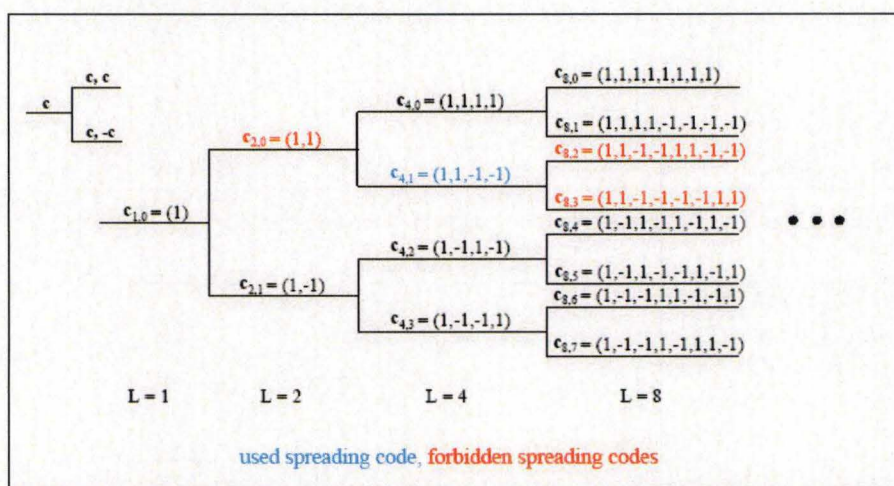 c
c, c
c, -c
c1,0 = (1)
c2,0 = (1,1)
c2,1 = (1,-1)
c4,0 = (1,1,1,1)
c4,1 = (1,1,-1,-1)
c4,2 = (1,-1,1,-1)
c4,3 = (1,-1,-1,1)
c8,0 = (1,1,1,1,1,1,1,1)
c8,1 = (1,1,1,1,-1,-1,-1,-1)
c8,2 = (1,1,-1,-1,1,1,-1,-1)
c8,3 = (1,1,-1,-1,-1,-1,1,1)
c8,4 = (1,-1,1,-1,1,-1,1,-1)
c8,5 = (1,-1,1,-1,-1,1,-1,1)
c8,6 = (1,-1,-1,1,1,-1,-1,1)
c8,7 = (1,-1,-1,1,-1,1,1,-1)
L = 1
L = 2
L = 4
L = 8
used spreading code, forbidden spreading codes